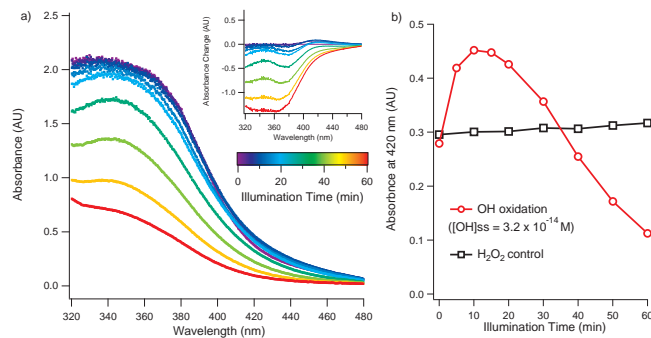 a)
2.5
2.0
1.5
1.0
0.5
0.0
Absorbance (AU)
320 340 360 380 400 420 440 460 480
Wavelength (nm)
0.5
0.0
-0.5
-1.0
Absorbance Change (AU)
320 360 400 440 480
Wavelength (nm)
0 10 20 30 40 50 60
Illumination Time (min)
b)
0.5
0.4
0.3
0.2
0.1
0.0
Absorbnce at 420 nm (AU)
OH oxidation
([OH]ss = 3.2 x 10⁻¹⁴ M)
H₂O₂ control
0 10 20 30 40 50 60
Illumination Time (min)